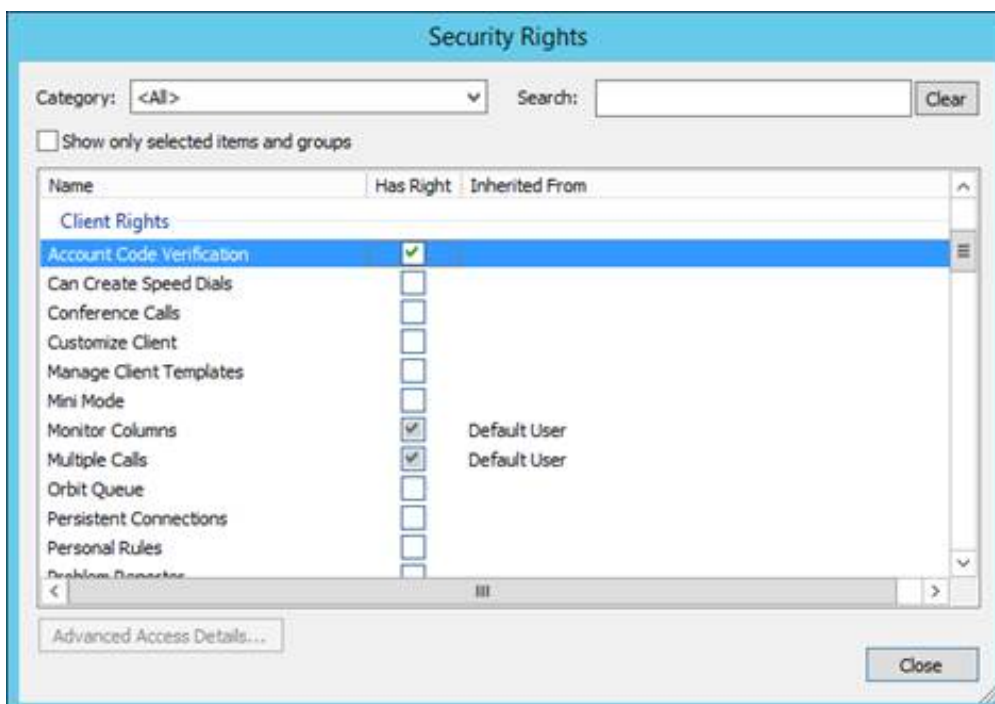 Security Rights
Category: <All> Search: Clear
Show only selected items and groups
Name Has Right Inherited From
Client Rights
Account Code Verification
Can Create Speed Dials
Conference Calls
Customize Client
Manage Client Templates
Mini Mode
Monitor Columns Default User
Multiple Calls Default User
Orbit Queue
Persistent Connections
Personal Rules
Problem Reporter
Advanced Access Details...
Close